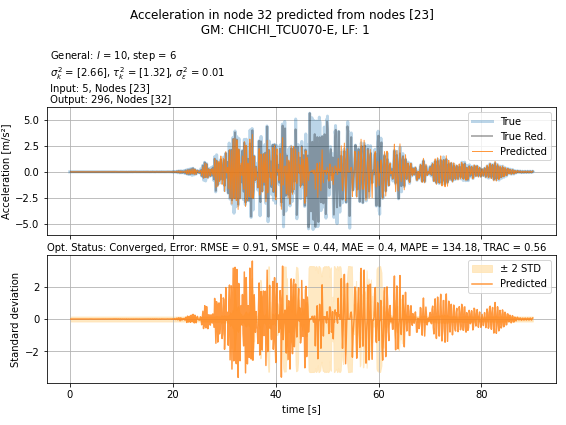 Acceleration in node 32 predicted from nodes [23]
GM: CHICHI_TCU070-E, LF: 1
General: l = 10, step = 6
σ²ₖ = [2.66], τ²ₖ = [1.32], σ²ε = 0.01
Input: 5, Nodes [23]
Output: 296, Nodes [32]
Acceleration [m/s²]
5.0
2.5
0.0
−2.5
−5.0
True
True Red.
Predicted
Opt. Status: Converged, Error: RMSE = 0.91, SMSE = 0.44, MAE = 0.4, MAPE = 134.18, TRAC = 0.56
Standard deviation
2
0
−2
± 2 STD
Predicted
0
20
40
60
80
time [s]